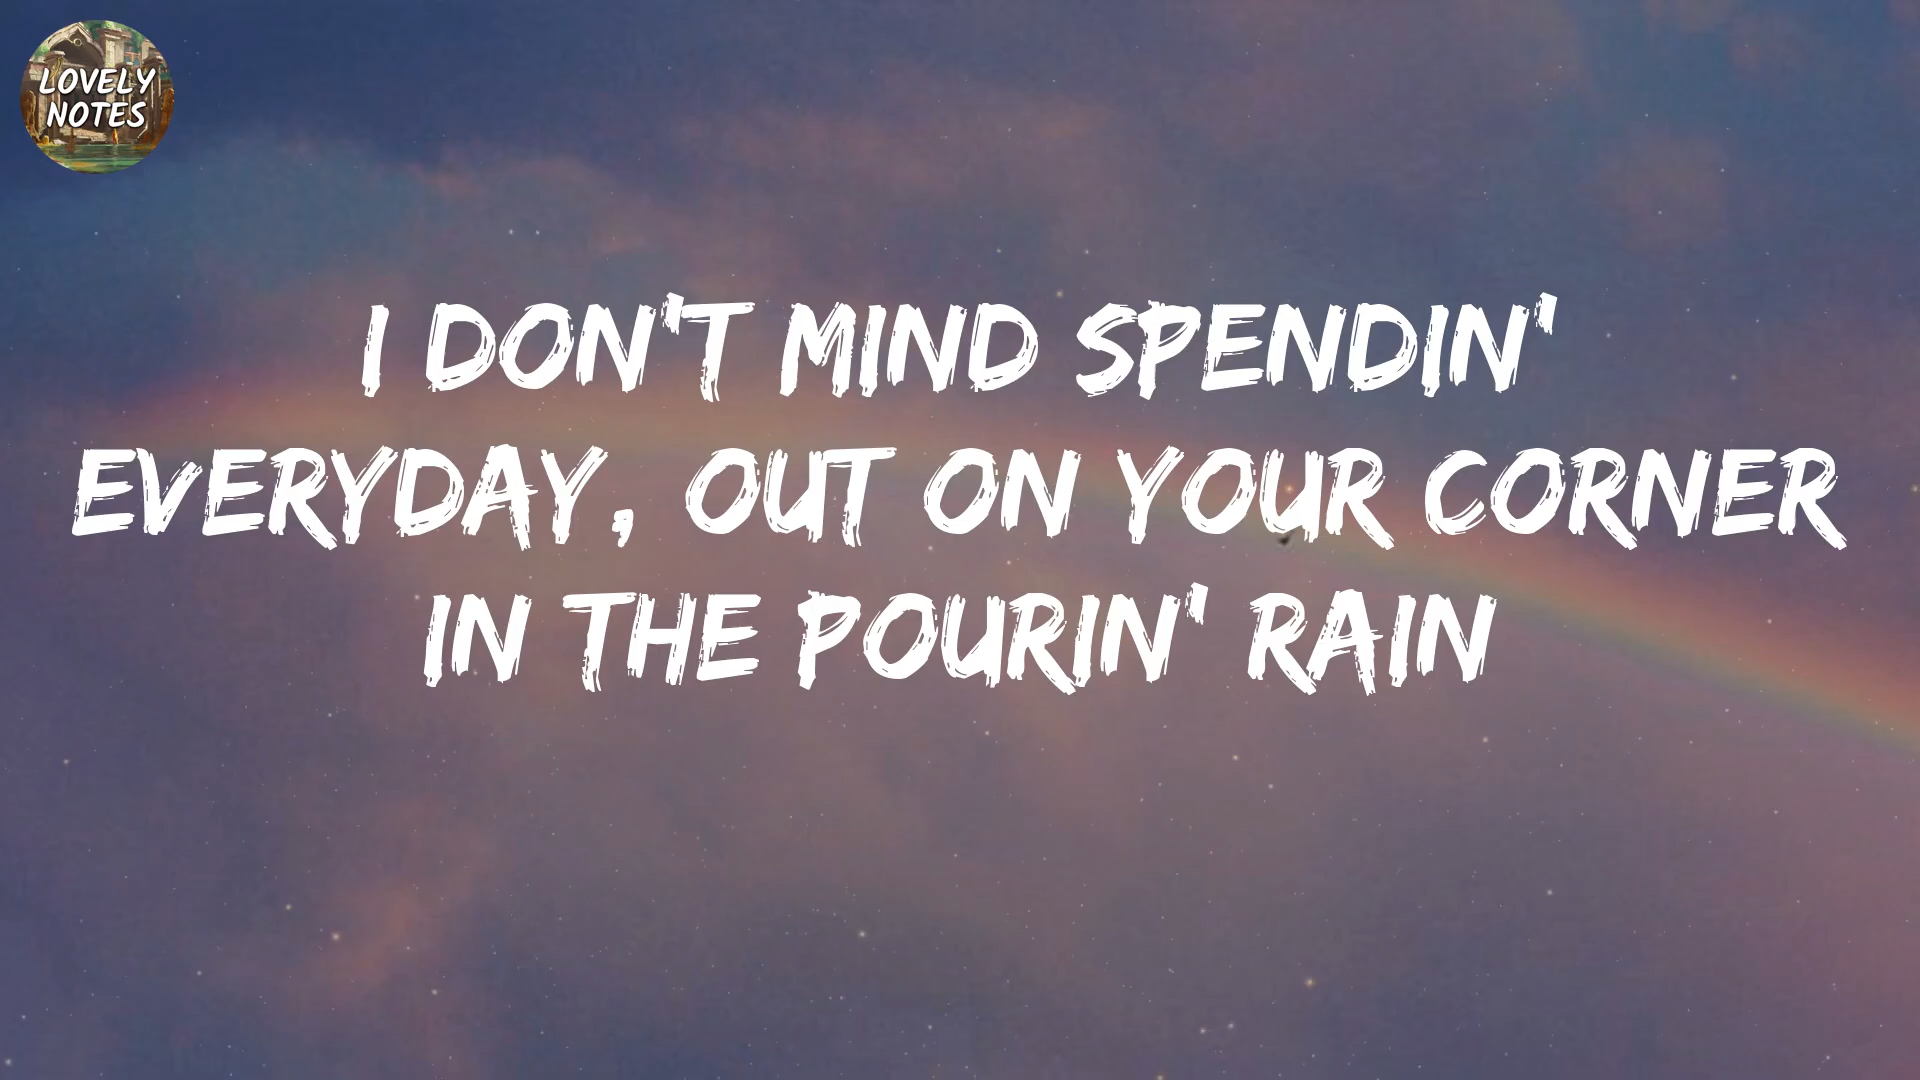 LOVELY
NOTES
I DON'T MIND SPENDIN'
EVERYDAY, OUT ON YOUR CORNER
IN THE POURIN' RAIN